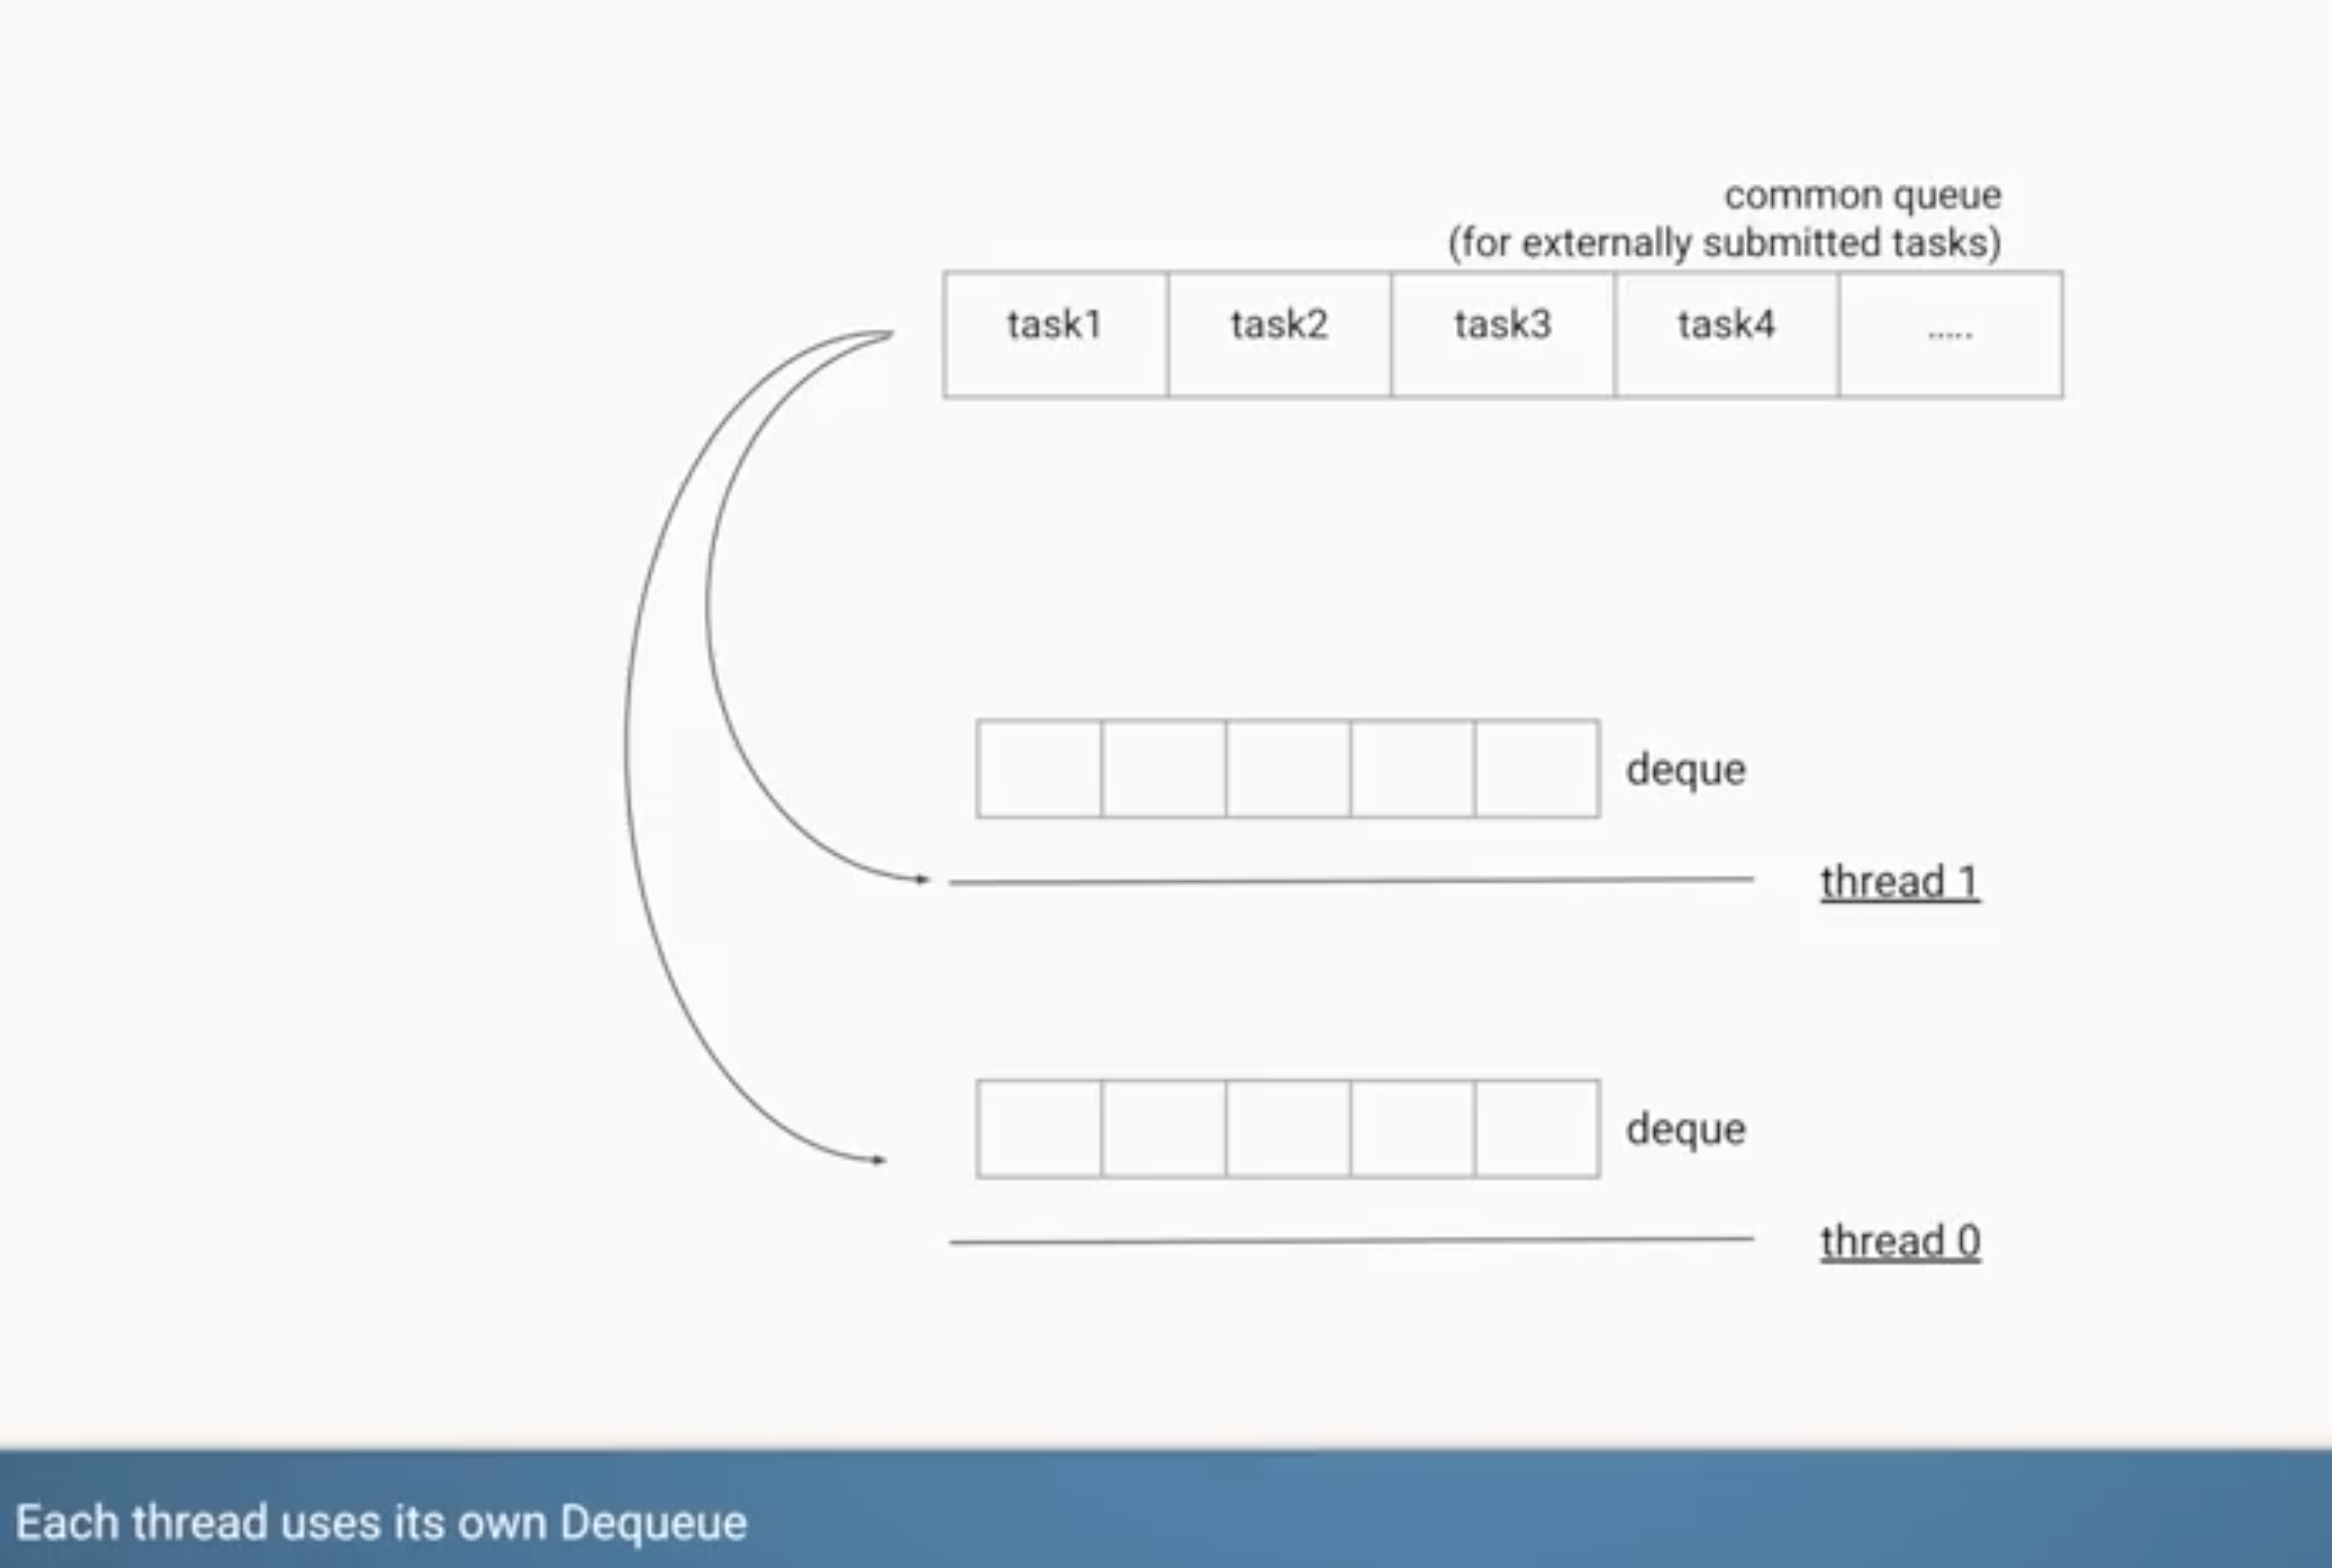 common queue
(for externally submitted tasks)
task1 task2 task3 task4 .....
deque
thread 1
deque
thread 0
Each thread uses its own Dequeue